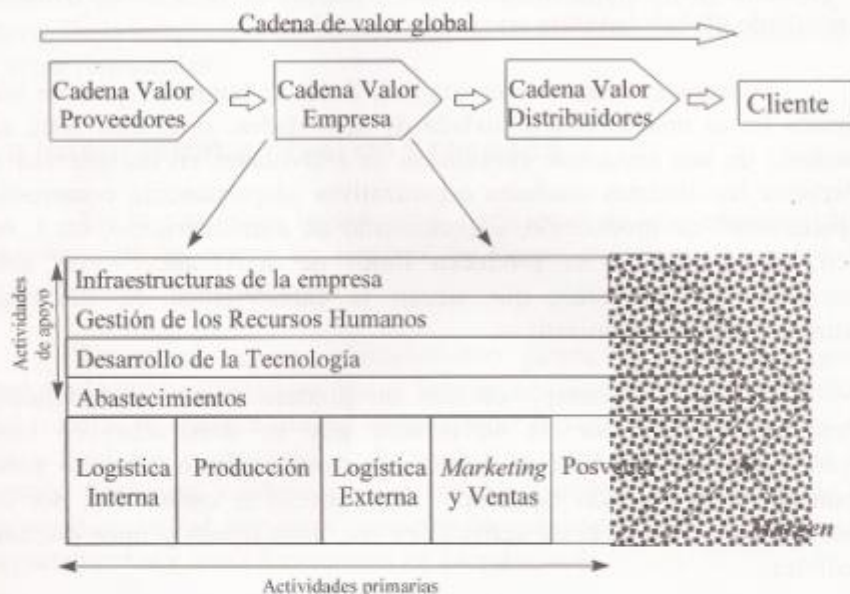 Cadena de valor global
Cadena Valor
Proveedores
Cadena Valor
Empresa
Cadena Valor
Distribuidores
Cliente
Actividades
de apoyo
Infraestructuras de la empresa
Gestión de los Recursos Humanos
Desarrollo de la Tecnología
Abastecimientos
Logística
Interna
Producción
Logística
Externa
Marketing
y Ventas
Posventa
Margen
Actividades primarias